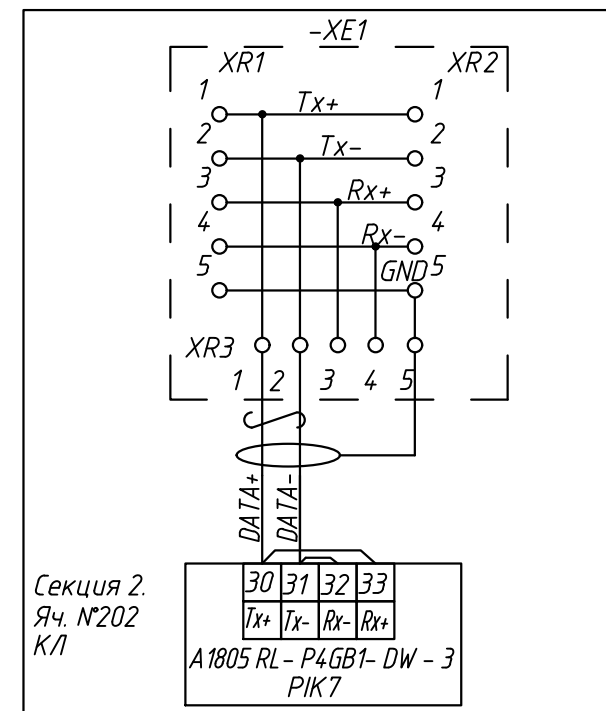 -XE1
XR1 XR2
1 Tx+ 1
2 Tx- 2
3 Rx+ 3
4 Rx- 4
5 GND 5
XR3
1 2 3 4 5
DATA+ DATA-
Секция 2.
Яч. №202
КЛ
30 31 32 33
Tx+ Tx- Rx- Rx+
A1805 RL - P4GB1- DW - 3
PIK7